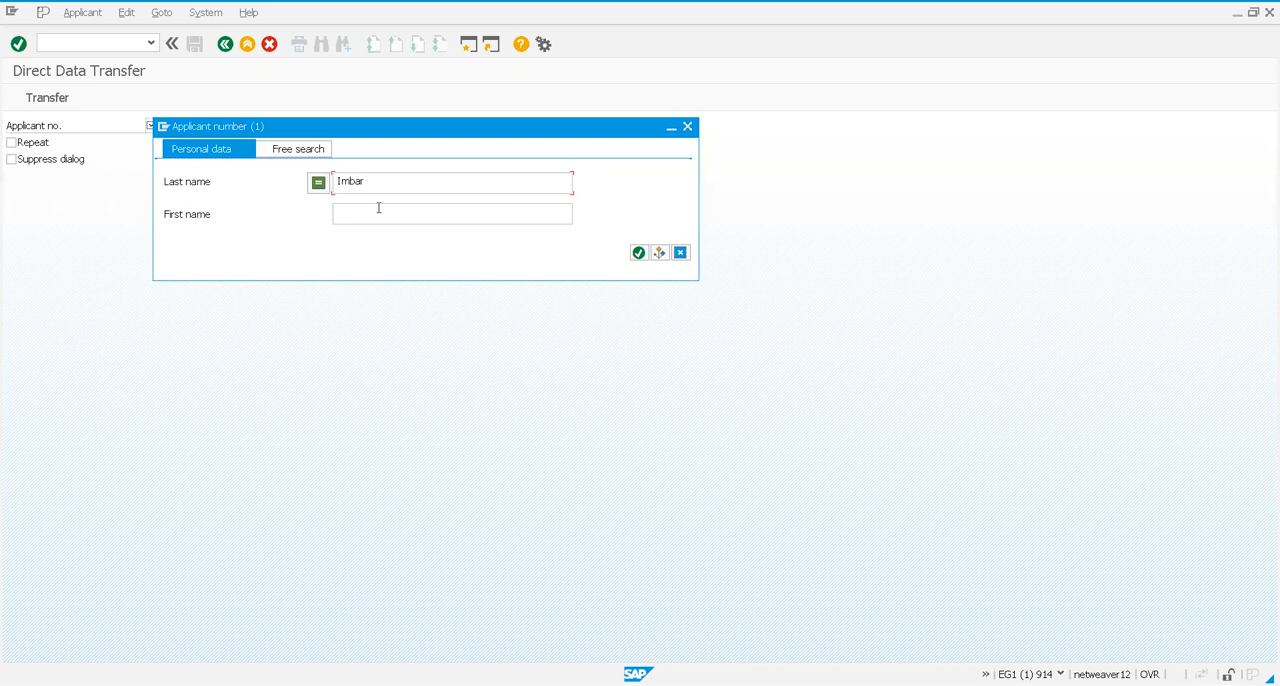 Applicant Edit Goto System Help
Direct Data Transfer
Transfer
Applicant no.
Repeat
Suppress dialog
Applicant number (1)
Personal data Free search
Last name Imbar
First name
SAP » EG1 (1) 914 netweaver12 OVR